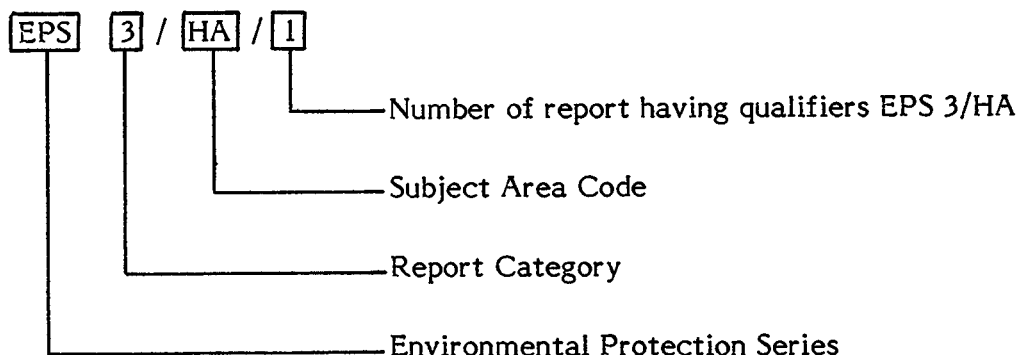 EPS 3 / HA / 1
Number of report having qualifiers EPS 3/HA
Subject Area Code
Report Category
Environmental Protection Series